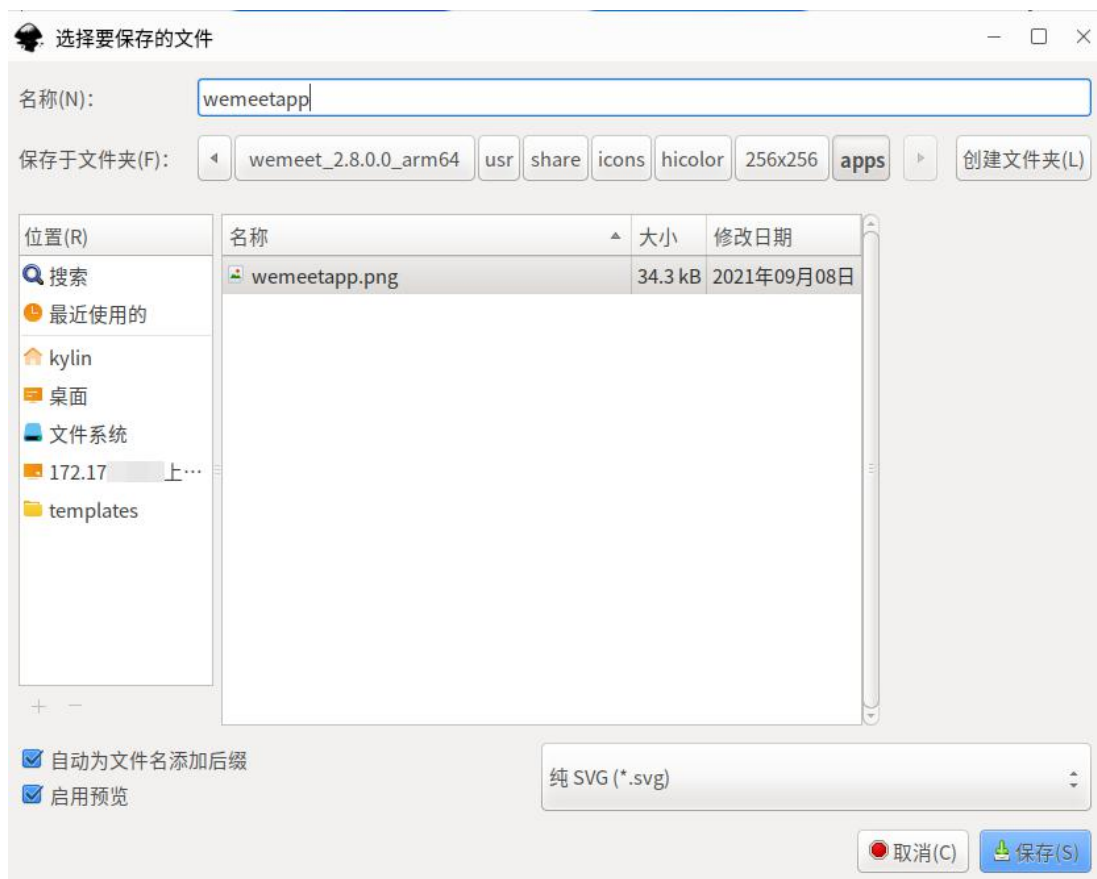 选择要保存的文件
名称(N): wemeetapp
保存于文件夹(F): wemeet_2.8.0.0_arm64 usr share icons hicolor 256x256 apps 创建文件夹(L)
位置(R) 名称 大小 修改日期
搜索 wemeetapp.png 34.3 kB 2021年09月08日
最近使用的
kylin
桌面
文件系统
172.17 上…
templates
自动为文件名添加后缀
纯 SVG (*.svg)
启用预览
取消(C) 保存(S)